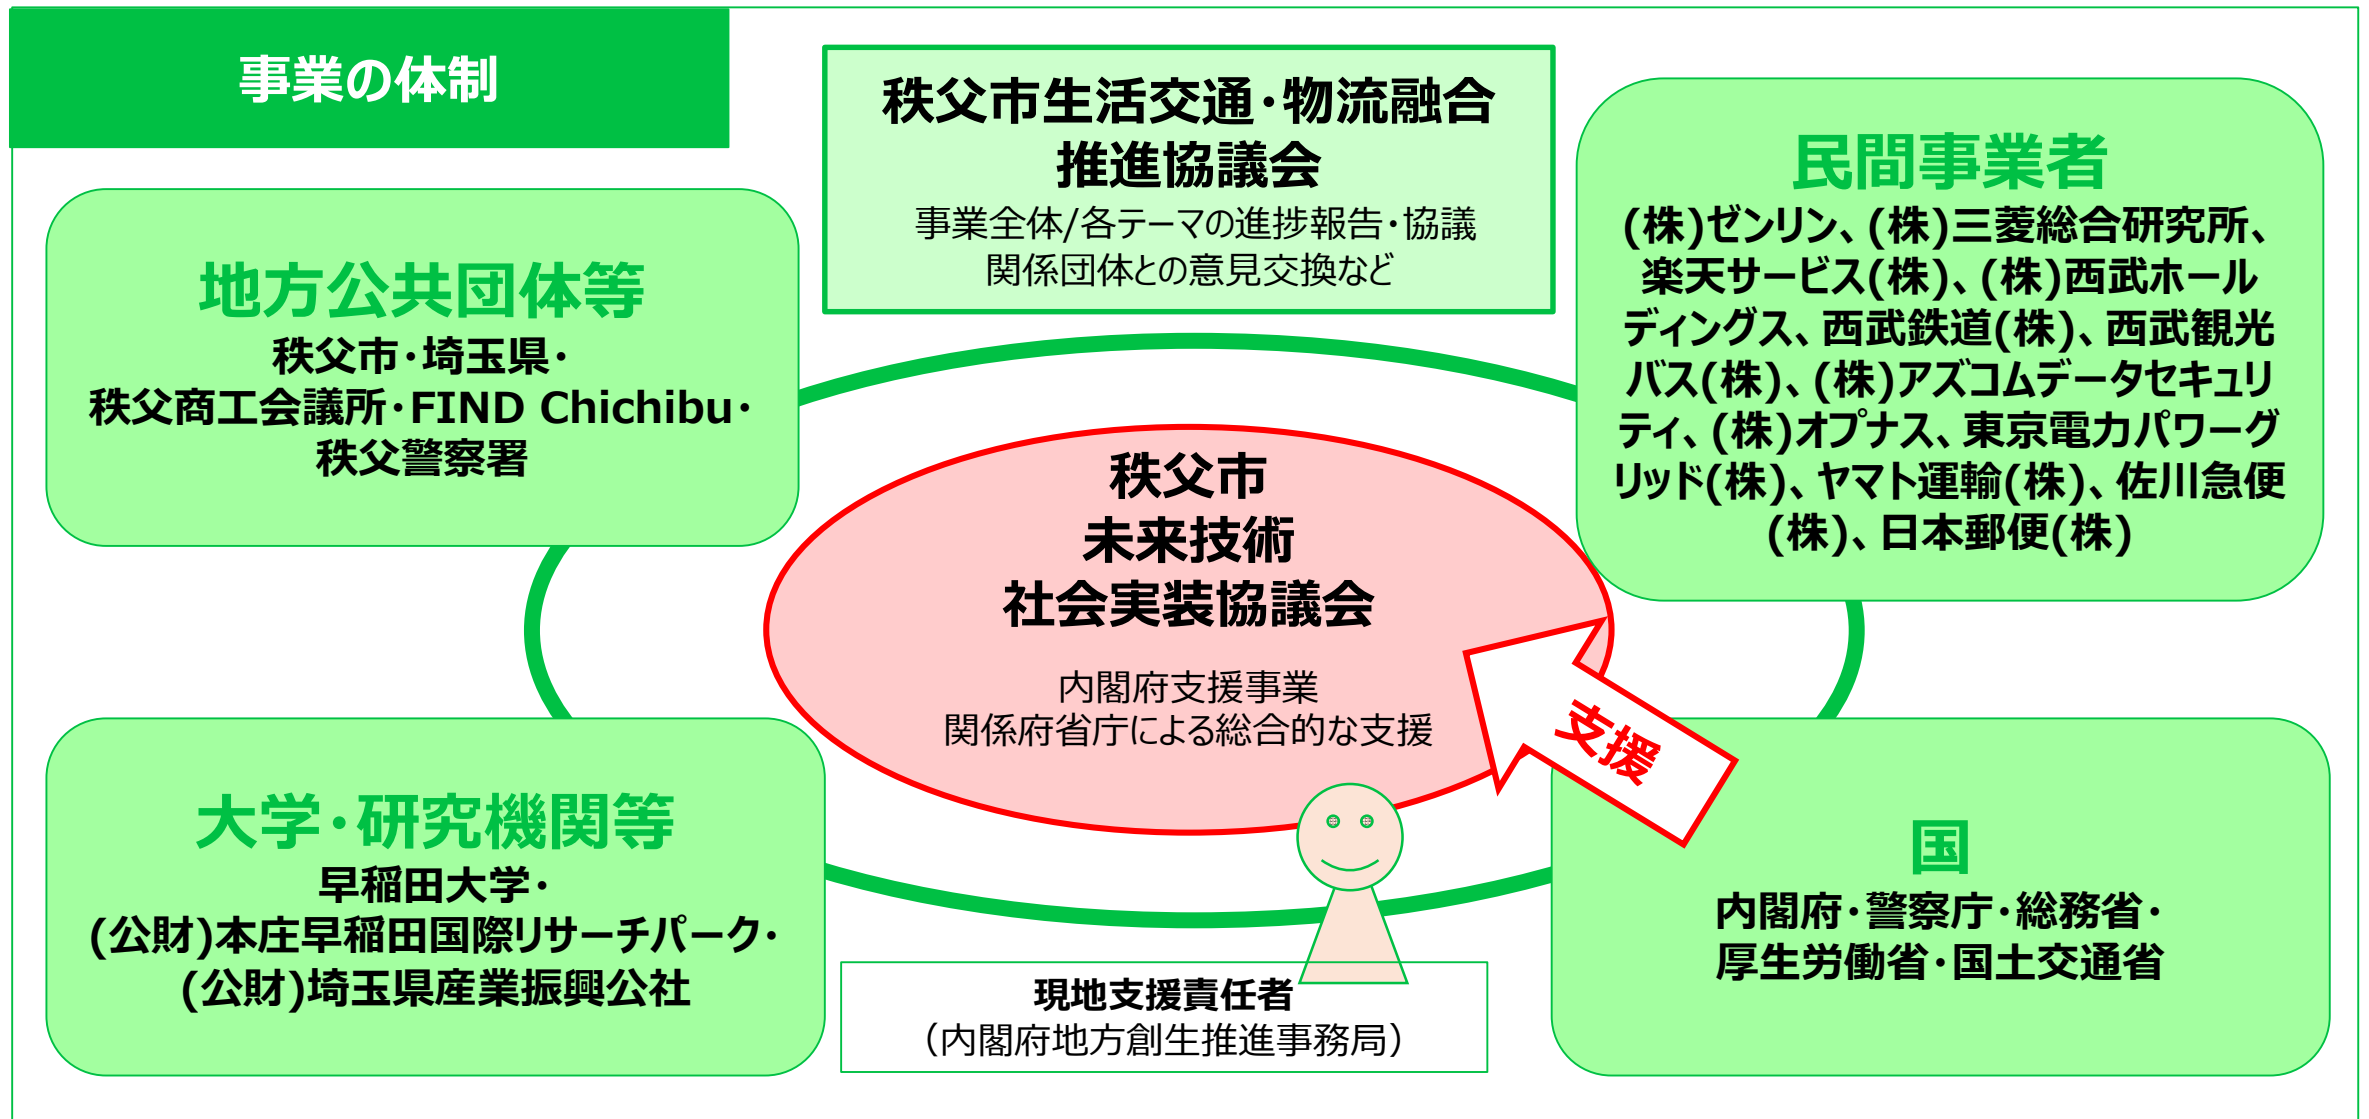 事業の体制
秩父市生活交通・物流融合
推進協議会
事業全体/各テーマの進捗報告・協議
関係団体との意見交換など
民間事業者
(株)ゼンリン、(株)三菱総合研究所、
楽天サービス(株)、(株)西武ホール
ディングス、西武鉄道(株)、西武観光
バス(株)、(株)アズコムデータセキュリ
ティ、(株)オプナス、東京電力パワーグ
リッド(株)、ヤマト運輸(株)、佐川急便
(株)、日本郵便(株)
地方公共団体等
秩父市・埼玉県・
秩父商工会議所・FIND Chichibu・
秩父警察署
秩父市
未来技術
社会実装協議会
内閣府支援事業
関係府省庁による総合的な支援
支援
大学・研究機関等
早稲田大学・
(公財)本庄早稲田国際リサーチパーク・
(公財)埼玉県産業振興公社
国
内閣府・警察庁・総務省・
厚生労働省・国土交通省
現地支援責任者
（内閣府地方創生推進事務局）